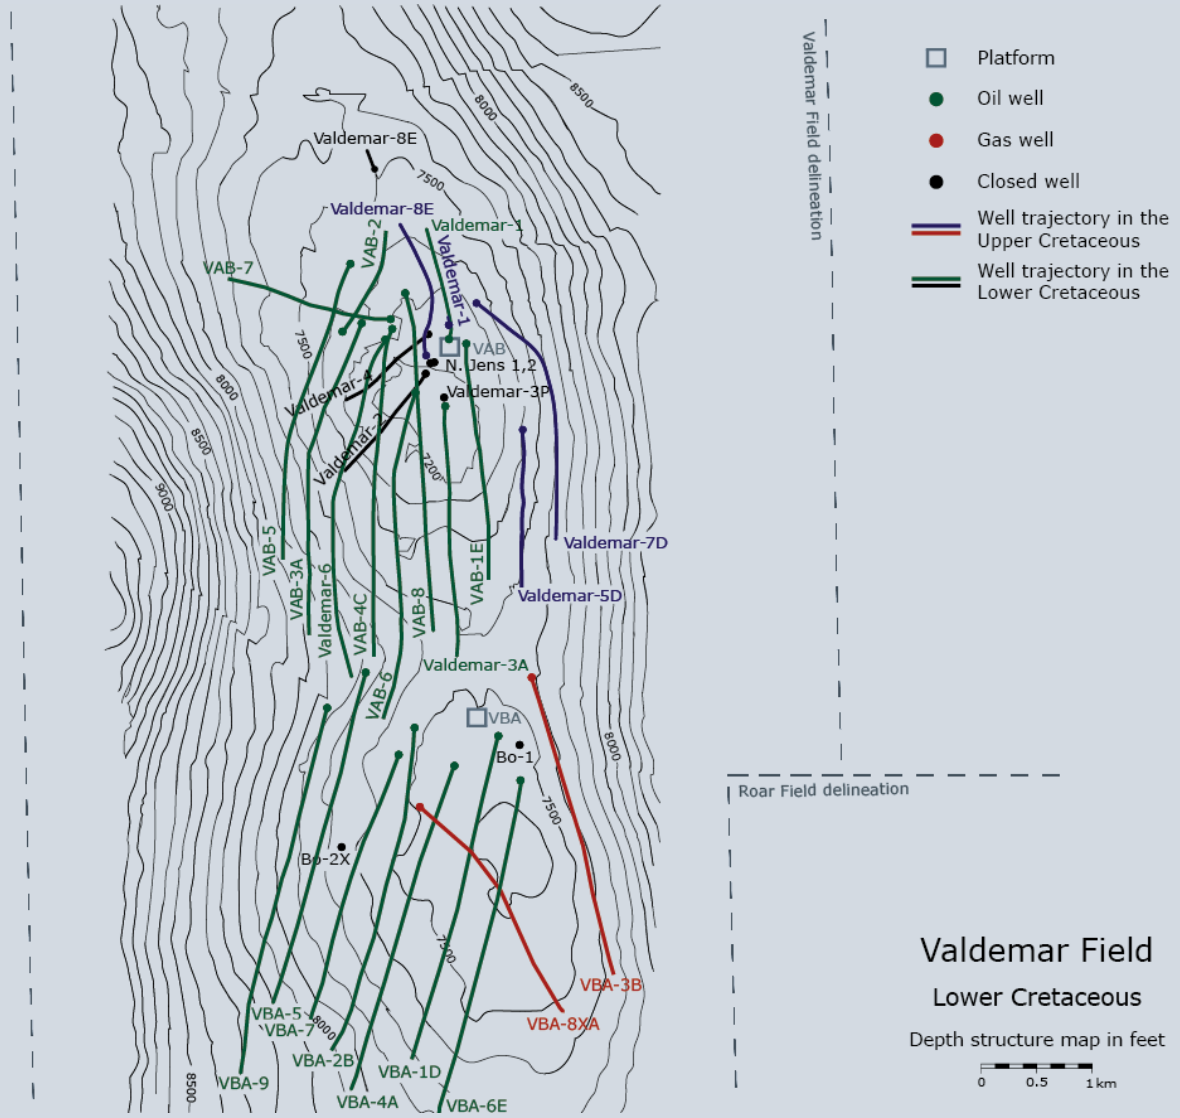 8500
8000
Valdemar Field delineation
Platform
Oil well
Gas well
Closed well
Well trajectory in the
Upper Cretaceous
Well trajectory in the
Lower Cretaceous
Valdemar-8E
7500
Valdemar-8E
VAB-2
Valdemar-1
Valdemar-1
VAB-7
7500
VAB
N. Jens 1,2
8000
Valdemar-4
Valdemar-3P
8500
Valdemar-2
7200
9000
VAB-5
Valdemar-7D
VAB-3A
Valdemar-6
VAB-4C
VAB-8
VAB-1E
Valdemar-5D
Valdemar-3A
VAB-6
VBA
8000
Bo-1
Roar Field delineation
7500
Bo-2X
7500
Valdemar Field
Lower Cretaceous
VBA-3B
VBA-5
VBA-7
8000
VBA-8XA
Depth structure map in feet
VBA-2B
VBA-1D
VBA-9
8500
VBA-4A
VBA-6E
0 0.5 1 km